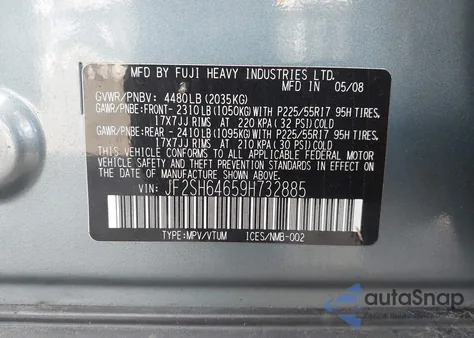 MFD BY FUJI HEAVY INDUSTRIES LTD.
MFD IN 05/08
GVWR/PNBV: 4480LB(2035KG)
GAWR/PNBE:FRONT-2310LB(1050KG)WITH P225/55R17 95H TIRES,
17X7JJ RIMS AT 220 KPA(32 PSI)COLD
GAWR/PNBE:REAR -2410LB(1095KG)WITH P225/55R17 95H TIRES,
17X7JJ RIMS AT 210 KPA(30 PSI)COLD
THIS VEHICLE CONFORMS TO ALL APPLICABLE FEDERAL MOTOR
VEHICLE SAFETY AND THEFT PREVENTION STANDARDS IN EFFECT
ON THE DATE OF MANUFACTURE SHOWN ABOVE.
VIN: JF2SH64659H732885
TYPE:MPV/VTUM ICES/NMB-002
autoSnap
Damaged Cars Prices